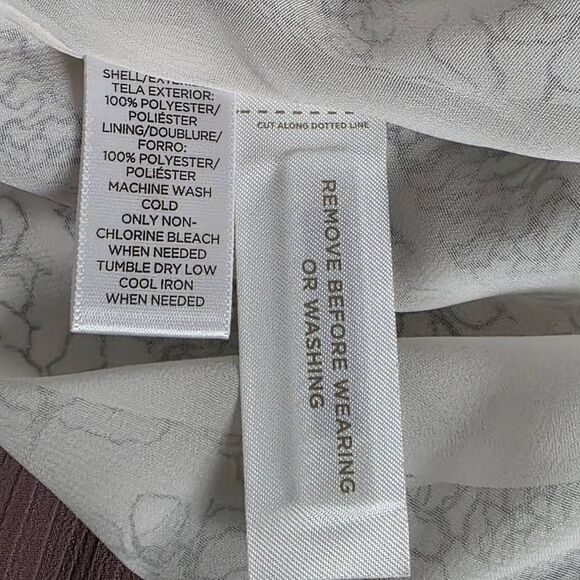 SHELL/EXTERIEUR
TELA EXTERIOR:
100% POLYESTER/
POLIÉSTER
LINING/DOUBLURE/
FORRO:
100% POLYESTER/
POLIÉSTER
MACHINE WASH
COLD
ONLY NON-
CHLORINE BLEACH
WHEN NEEDED
TUMBLE DRY LOW
COOL IRON
WHEN NEEDED
CUT ALONG DOTTED LINE
REMOVE BEFORE WEARING
OR WASHING